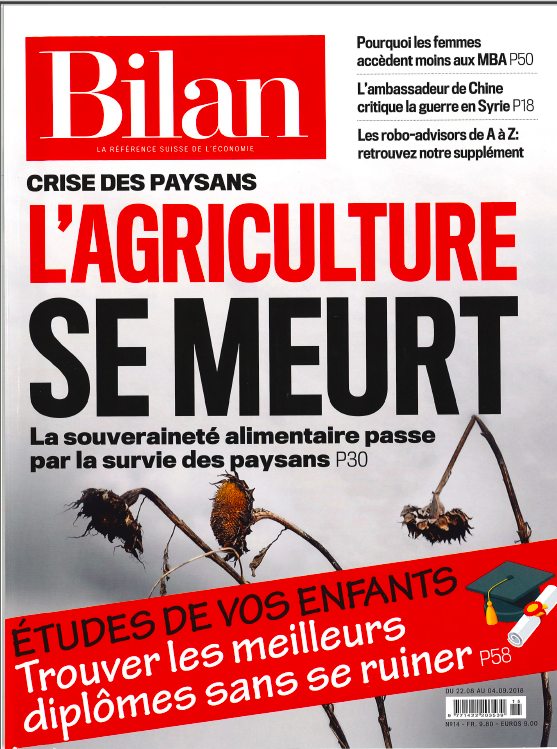 Bilan
LA RÉFÉRENCE SUISSE DE L'ÉCONOMIE
Pourquoi les femmes
accèdent moins aux MBA P50
L'ambassadeur de Chine
critique la guerre en Syrie P18
Les robo-advisors de A à Z:
retrouvez notre supplément
CRISE DES PAYSANS
L'AGRICULTURE
SE MEURT
La souveraineté alimentaire passe
par la survie des paysans P30
ÉTUDES DE VOS ENFANTS
Trouver les meilleurs
diplômes sans se ruiner P58
DU 22.08 AU 04.09.2018
N°14 - FR. 9.80 - EUROS 9.00